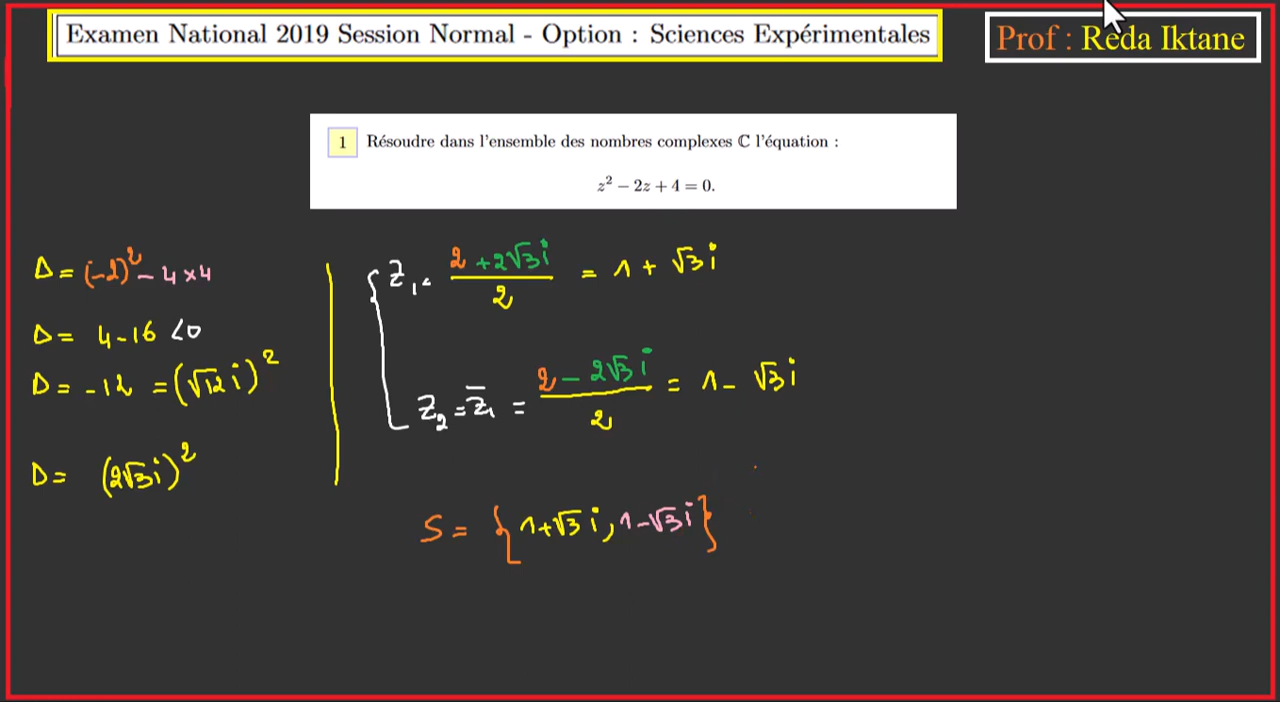 Examen National 2019 Session Normal - Option : Sciences Expérimentales
Prof : Reda Iktane
1 Résoudre dans l'ensemble des nombres complexes ℂ l'équation :
z² − 2z + 4 = 0.
Δ = (−2)² − 4 × 4
Δ = 4 − 16 < 0
Δ = −12 = (√12 i)²
Δ = (2√3 i)²
Z₁ = (2 + 2√3 i)/2 = 1 + √3 i
Z₂ = z̄₁ = (2 − 2√3 i)/2 = 1 − √3 i
S = {1+√3 i, 1−√3 i}